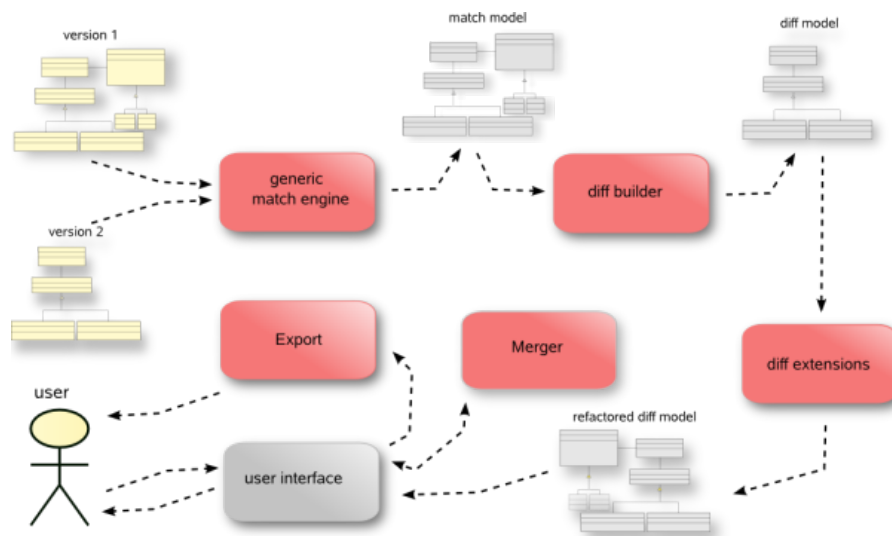 version 1
match model
diff model
generic
match engine
diff builder
version 2
Export
Merger
diff extensions
user
refactored diff model
user interface